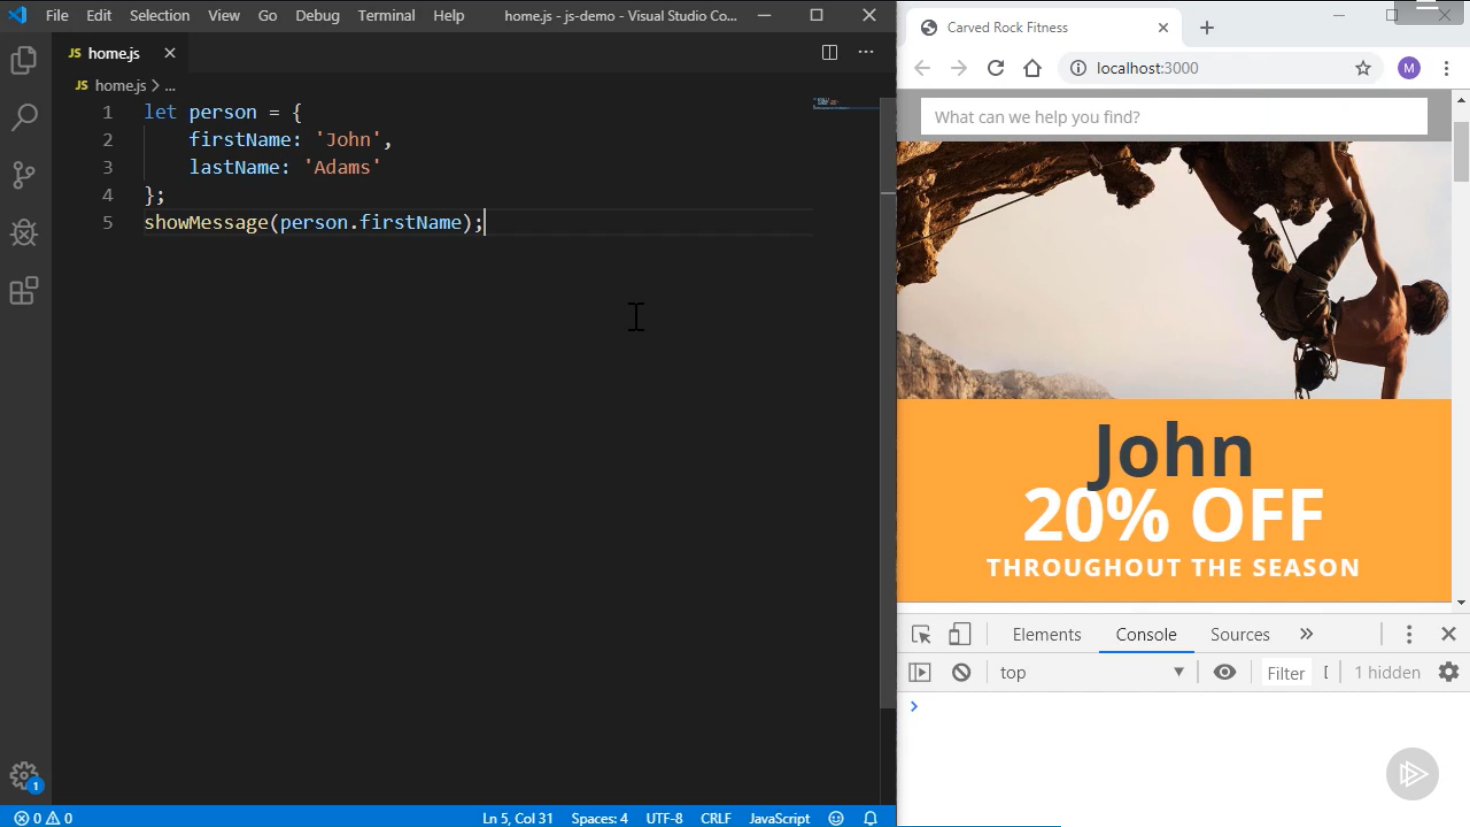 File Edit Selection View Go Debug Terminal Help home.js - js-demo - Visual Studio Co...
JS home.js
JS home.js > ...
1 let person = {
2 firstName: 'John',
3 lastName: 'Adams'
4 };
5 showMessage(person.firstName);
1
0 0 Ln 5, Col 31 Spaces: 4 UTF-8 CRLF JavaScript
Carved Rock Fitness
localhost:3000 M
What can we help you find?
John
20% OFF
THROUGHOUT THE SEASON
Elements Console Sources
top Filter 1 hidden